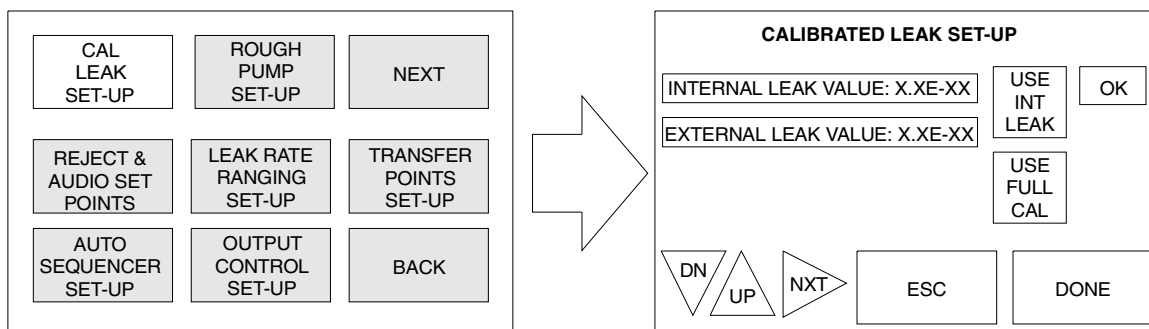 CAL
LEAK
SET-UP
ROUGH
PUMP
SET-UP
NEXT
REJECT &
AUDIO SET
POINTS
LEAK RATE
RANGING
SET-UP
TRANSFER
POINTS
SET-UP
AUTO
SEQUENCER
SET-UP
OUTPUT
CONTROL
SET-UP
BACK
CALIBRATED LEAK SET-UP
INTERNAL LEAK VALUE: X.XE-XX
USE
INT
LEAK
OK
EXTERNAL LEAK VALUE: X.XE-XX
USE
FULL
CAL
DN
UP
NXT
ESC
DONE